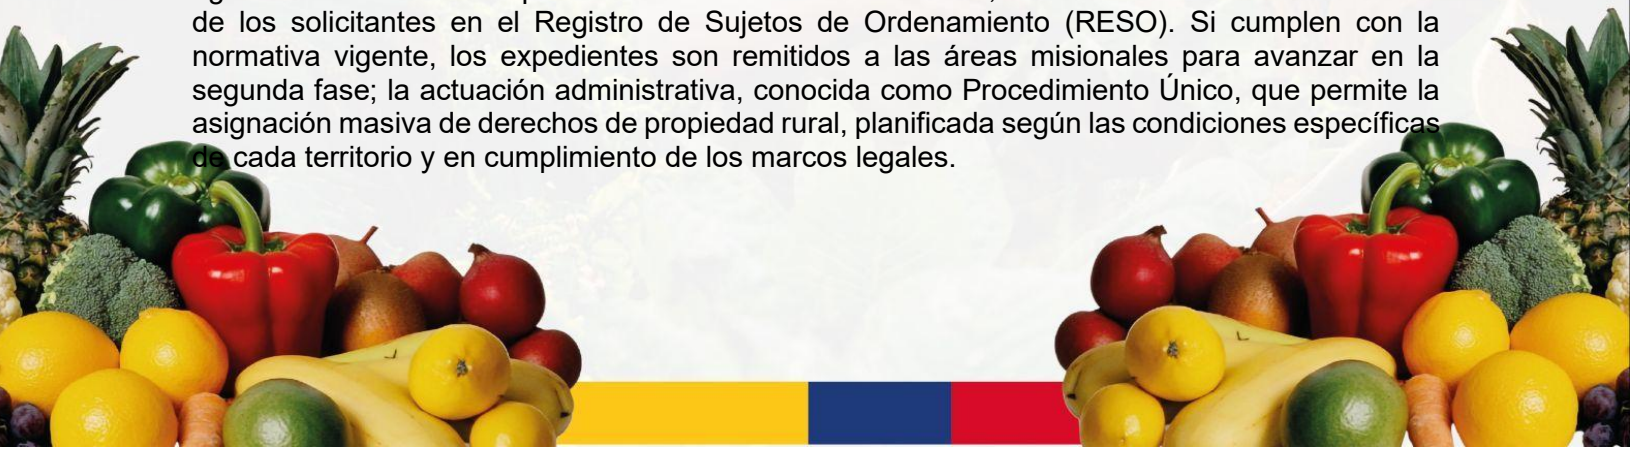 de los solicitantes en el Registro de Sujetos de Ordenamiento (RESO). Si cumplen con la
normativa vigente, los expedientes son remitidos a las áreas misionales para avanzar en la
segunda fase; la actuación administrativa, conocida como Procedimiento Único, que permite la
asignación masiva de derechos de propiedad rural, planificada según las condiciones específicas
de cada territorio y en cumplimiento de los marcos legales.